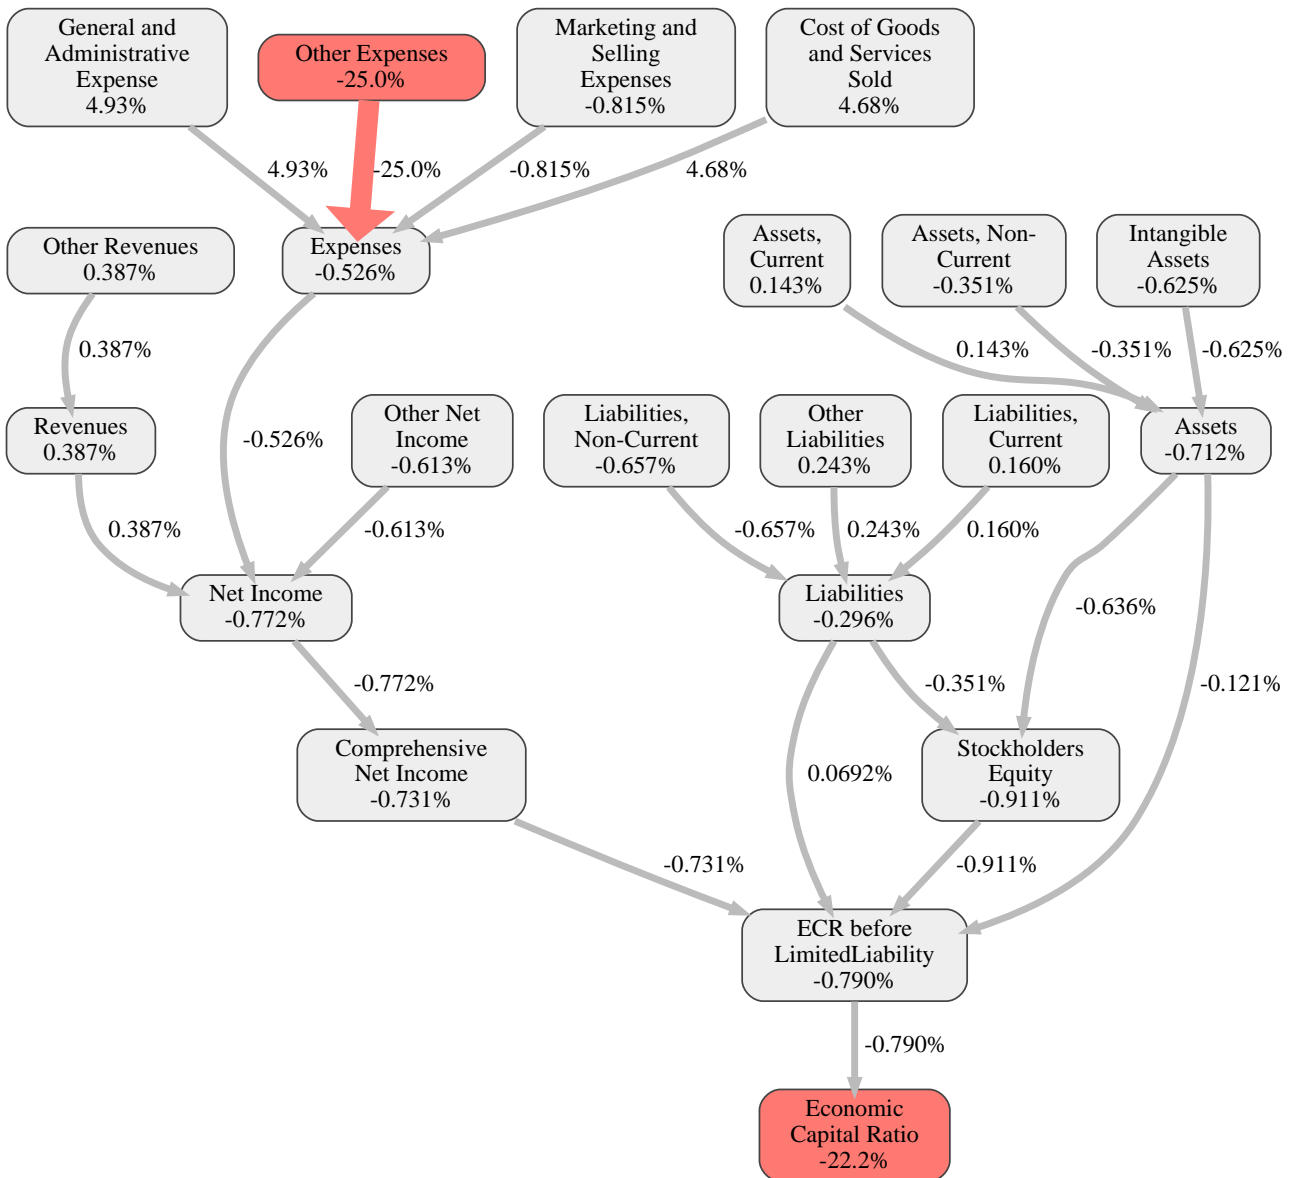 General and
Administrative
Expense
4.93%
Other Expenses
-25.0%
Marketing and
Selling
Expenses
-0.815%
Cost of Goods
and Services
Sold
4.68%
4.93%
-25.0%
-0.815%
4.68%
Other Revenues
0.387%
Expenses
-0.526%
Assets,
Current
0.143%
Assets, Non-
Current
-0.351%
Intangible
Assets
-0.625%
0.387%
0.143%
-0.351%
-0.625%
Revenues
0.387%
-0.526%
Other Net
Income
-0.613%
Liabilities,
Non-Current
-0.657%
Other
Liabilities
0.243%
Liabilities,
Current
0.160%
Assets
-0.712%
0.387%
-0.613%
-0.657%
0.243%
0.160%
Net Income
-0.772%
Liabilities
-0.296%
-0.636%
-0.772%
-0.351%
-0.121%
Comprehensive
Net Income
-0.731%
0.0692%
Stockholders
Equity
-0.911%
-0.731%
-0.911%
ECR before
LimitedLiability
-0.790%
-0.790%
Economic
Capital Ratio
-22.2%